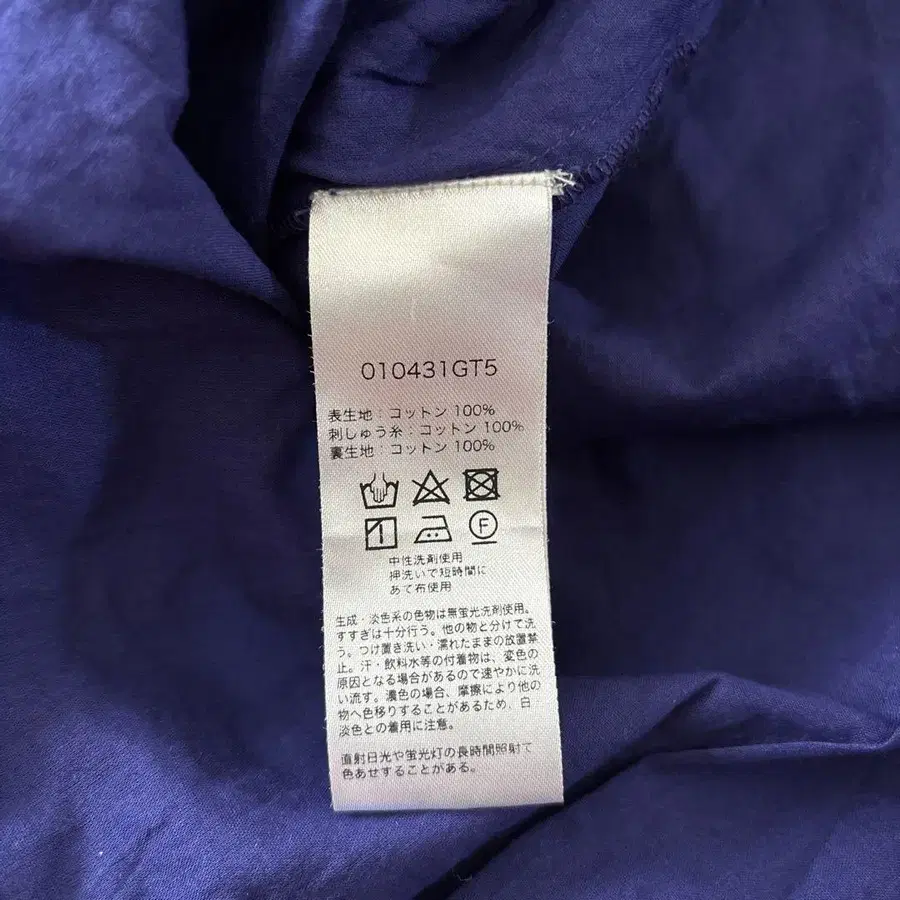 010431GT5
表生地：コットン 100%
刺しゅう糸：コットン 100%
裏生地：コットン 100%
F
中性洗剤使用
押洗いで短時間に
あて布使用
生成・淡色系の色物は無蛍光洗剤使用。
すすぎは十分行う。他の物と分けて洗
う。つけ置き洗い・濡れたままの放置禁
止。汗・飲料水等の付着物は、変色の
原因となる場合があるので速やかに洗
い流す。濃色の場合、摩擦により他の
物へ色移りすることがあるため、白・
淡色との着用に注意。
直射日光や蛍光灯の長時間照射で
色あせすることがある。